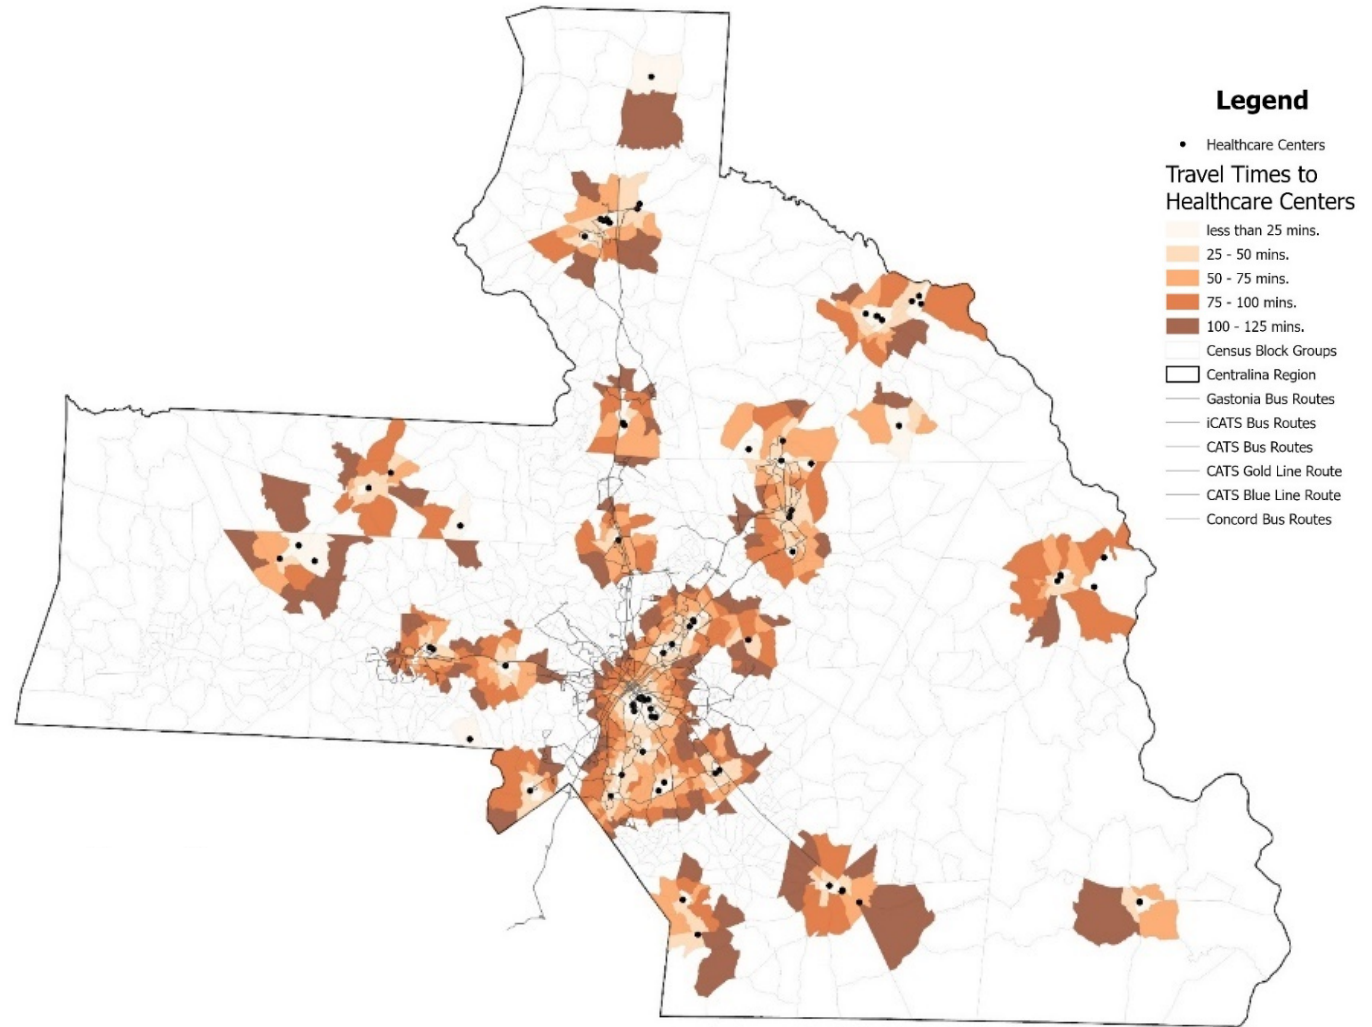 Legend
Healthcare Centers
Travel Times to
Healthcare Centers
less than 25 mins.
25 - 50 mins.
50 - 75 mins.
75 - 100 mins.
100 - 125 mins.
Census Block Groups
Centralina Region
Gastonia Bus Routes
iCATS Bus Routes
CATS Bus Routes
CATS Gold Line Route
CATS Blue Line Route
Concord Bus Routes